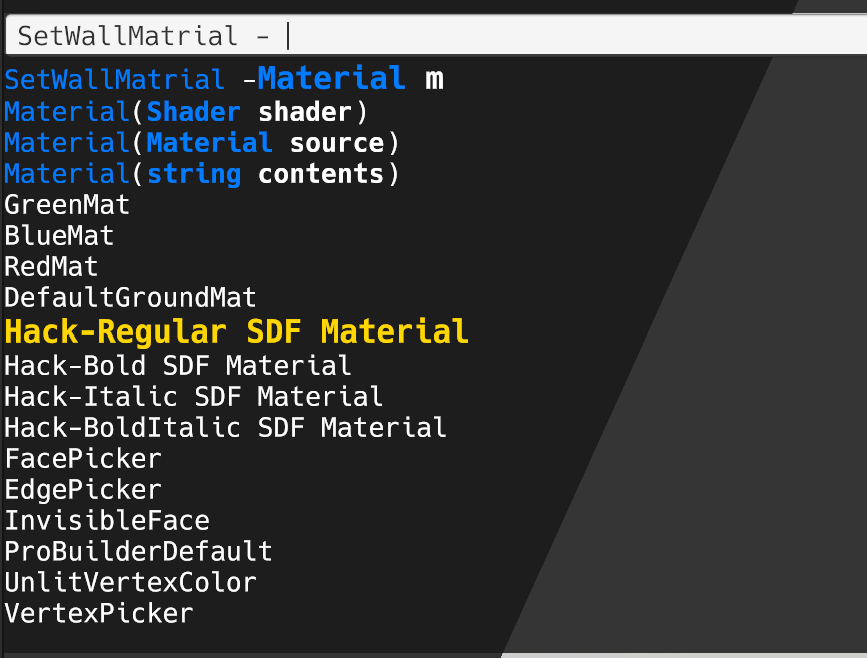 SetWallMatrial - 
SetWallMatrial -Material m
Material(Shader shader)
Material(Material source)
Material(string contents)
GreenMat
BlueMat
RedMat
DefaultGroundMat
Hack-Regular SDF Material
Hack-Bold SDF Material
Hack-Italic SDF Material
Hack-BoldItalic SDF Material
FacePicker
EdgePicker
InvisibleFace
ProBuilderDefault
UnlitVertexColor
VertexPicker